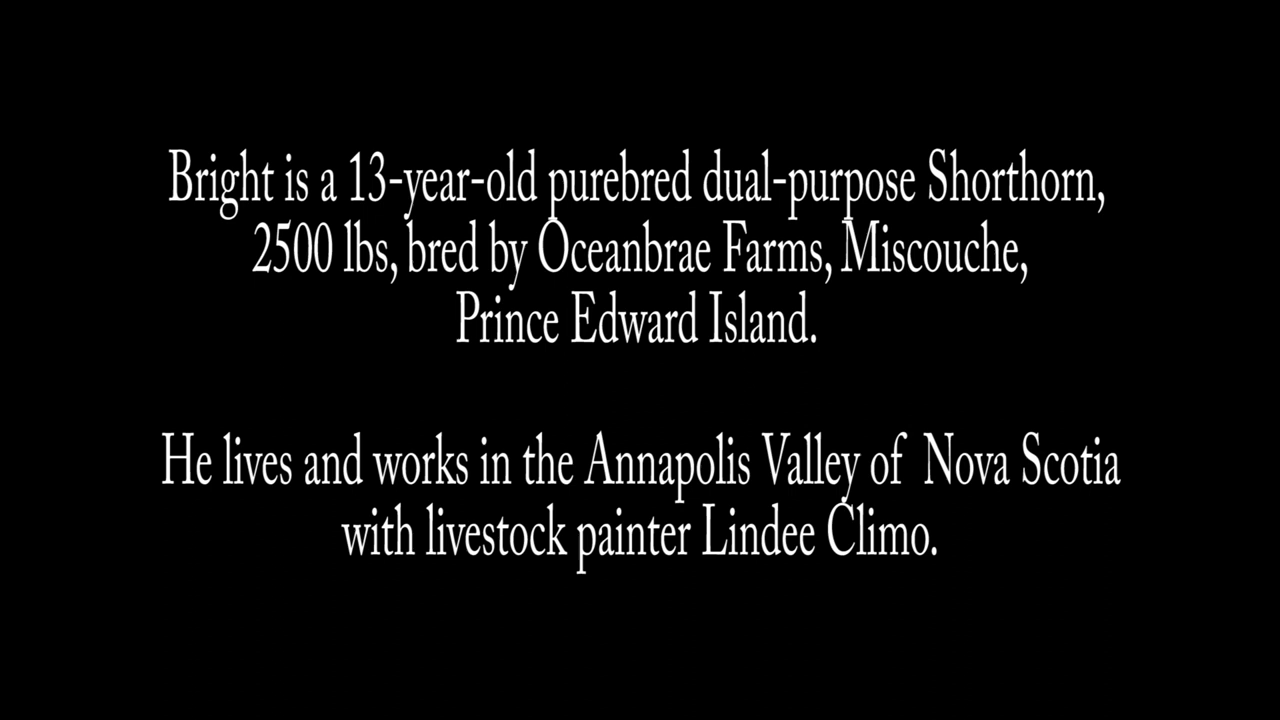 Bright is a 13-year-old purebred dual-purpose Shorthorn,
2500 lbs, bred by Oceanbrae Farms, Miscouche,
Prince Edward Island.
He lives and works in the Annapolis Valley of  Nova Scotia
with livestock painter Lindee Climo.